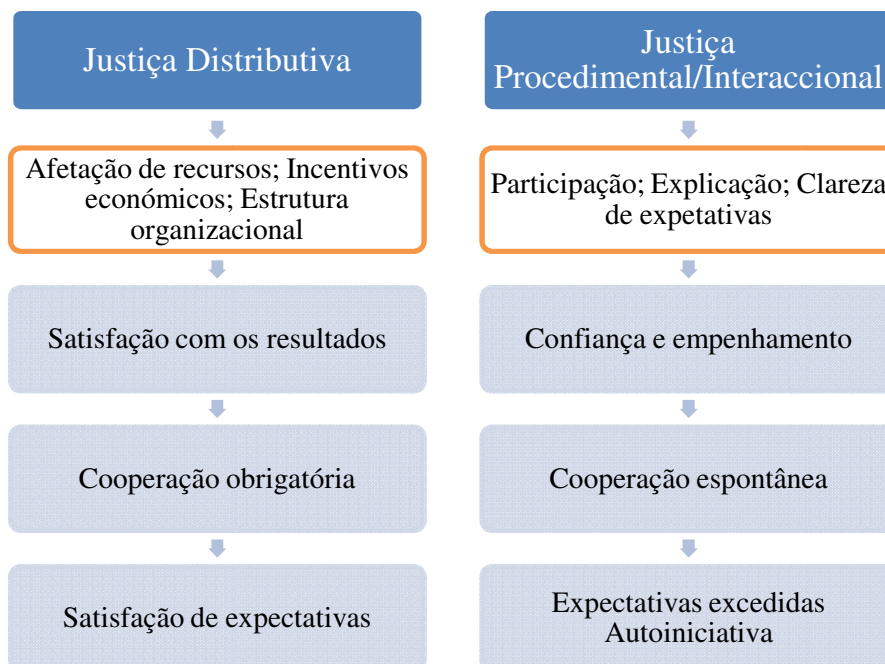 Justiça Distributiva
Afetação de recursos; Incentivos
económicos; Estrutura
organizacional
Satisfação com os resultados
Cooperação obrigatória
Satisfação de expectativas
Justiça
Procedimental/Interaccional
Participação; Explicação; Clareza
de expetativas
Confiança e empenhamento
Cooperação espontânea
Expectativas excedidas
Autoiniciativa